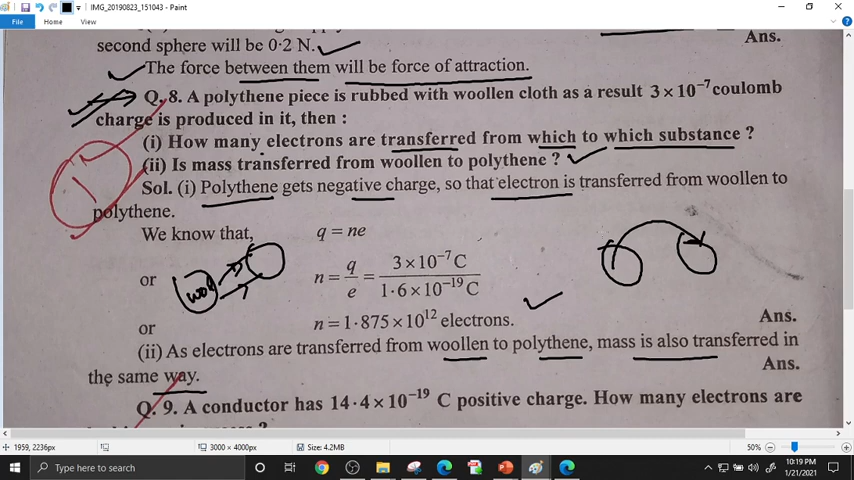 IMG_20190823_151043 - Paint
File Home View
second sphere will be 0·2 N.
Ans.
The force between them will be force of attraction.
Q. 8. A polythene piece is rubbed with woollen cloth as a result 3 × 10⁻⁷ coulomb
charge is produced in it, then :
(i) How many electrons are transferred from which to which substance ?
(ii) Is mass transferred from woollen to polythene ?
Sol. (i) Polythene gets negative charge, so that electron is transferred from woollen to
polythene.
We know that, q = ne
or n = q/e = 3 × 10⁻⁷ C / 1·6 × 10⁻¹⁹ C
or n = 1·875 × 10¹² electrons. Ans.
(ii) As electrons are transferred from woollen to polythene, mass is also transferred in
the same way. Ans.
Q. 9. A conductor has 14·4 × 10⁻¹⁹ C positive charge. How many electrons are
1959, 2236px 3000 × 4000px Size: 4.2MB 50%
Type here to search
10:19 PM
1/21/2021